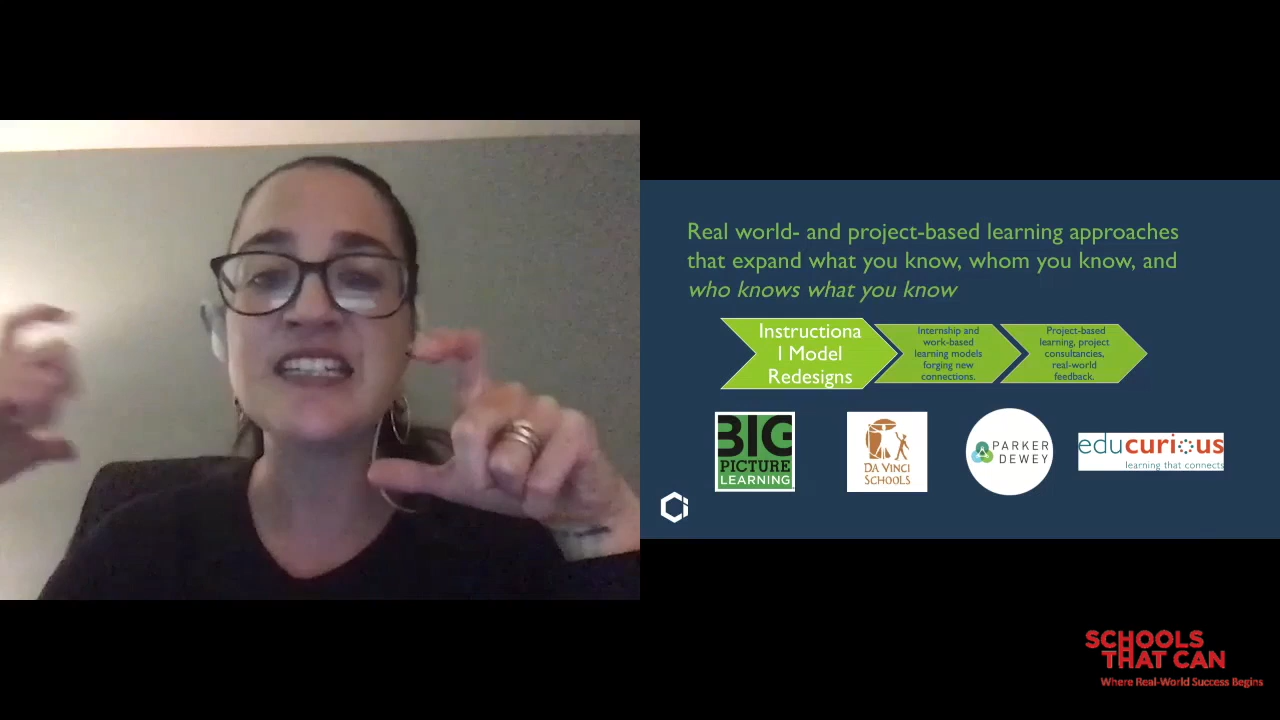 Real world- and project-based learning approaches
that expand what you know, whom you know, and
who knows what you know
Instructiona
l Model
Redesigns
Internship and
work-based
learning models
forging new
connections.
Project-based
learning, project
consultancies,
real-world
feedback.
BIG
PICTURE
LEARNING
DA VINCI
SCHOOLS
PARKER
DEWEY
educurious
learning that connects
Ci
SCHOOLS
THAT CAN
Where Real-World Success Begins